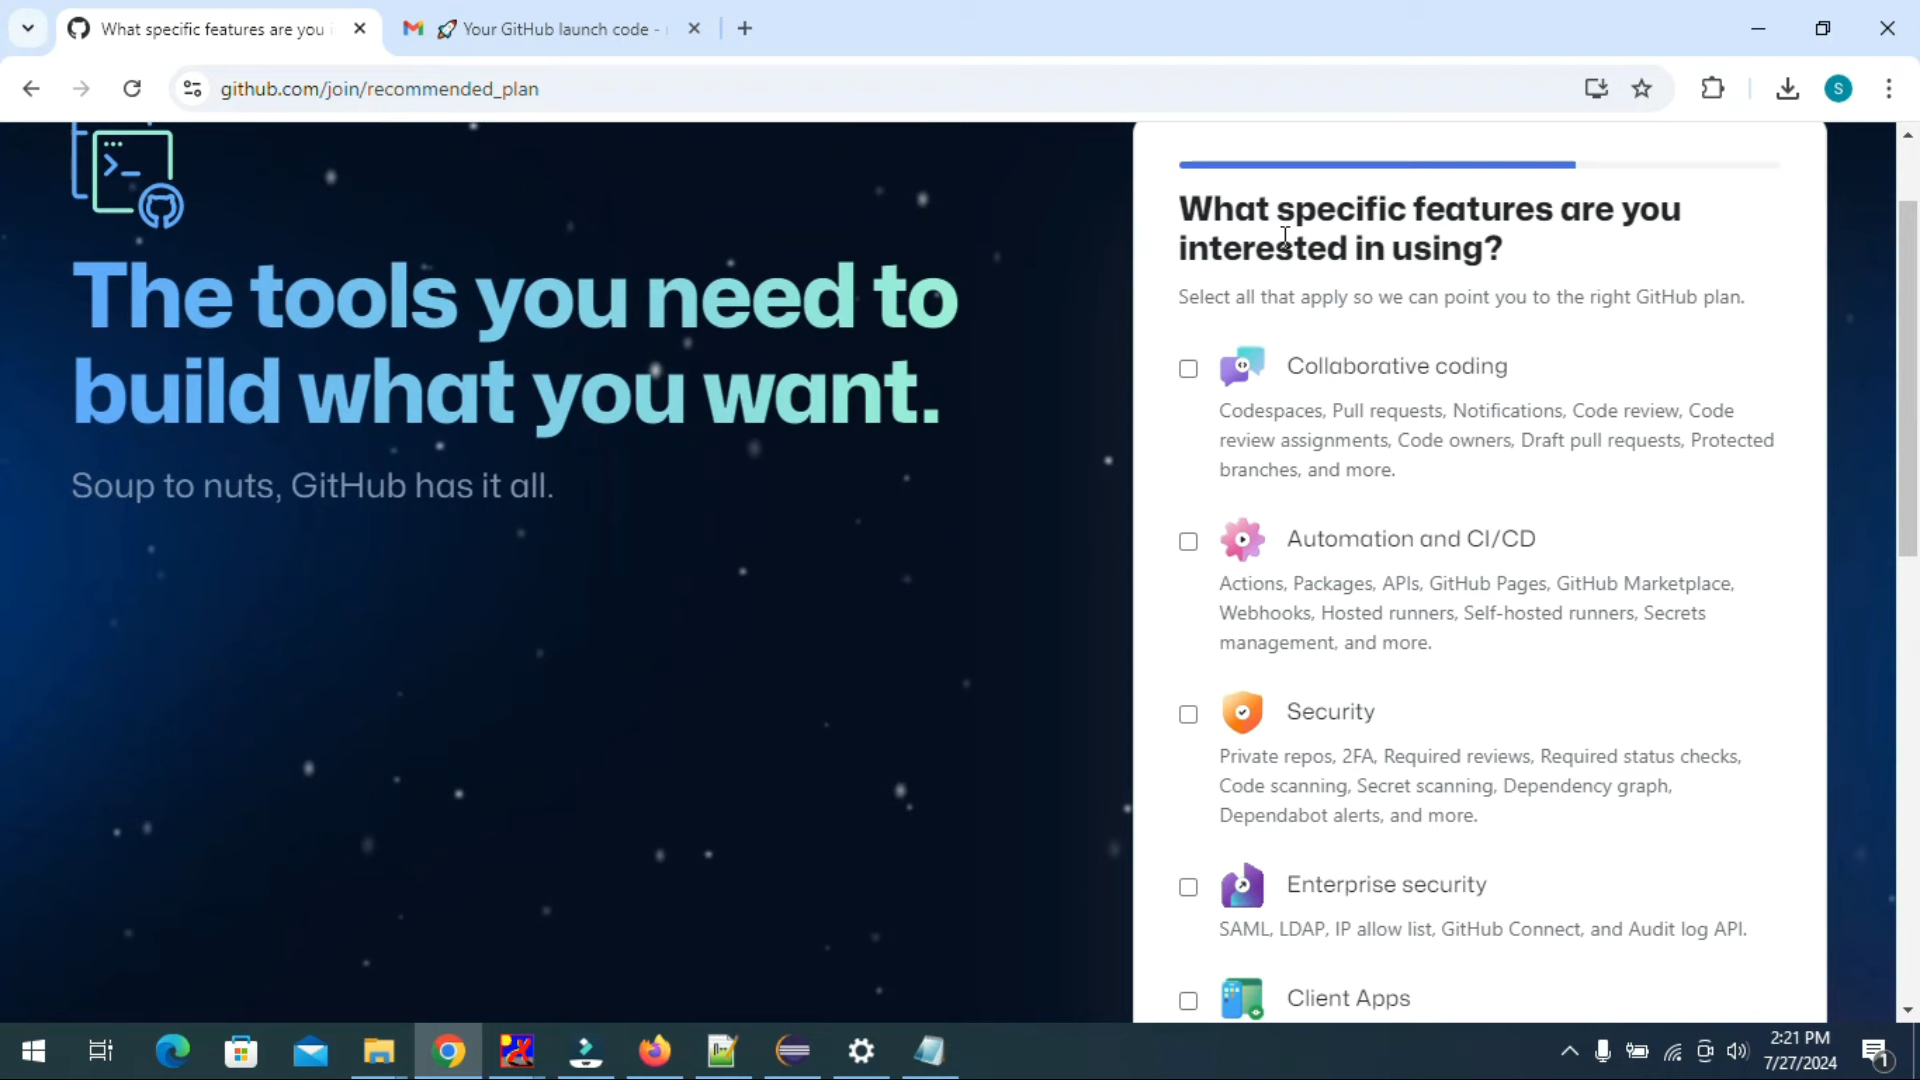 What specific features are you
Your GitHub launch code -
github.com/join/recommended_plan
S
The tools you need to
build what you want.
Soup to nuts, GitHub has it all.
What specific features are you
interested in using?
Select all that apply so we can point you to the right GitHub plan.
Collaborative coding
Codespaces, Pull requests, Notifications, Code review, Code
review assignments, Code owners, Draft pull requests, Protected
branches, and more.
Automation and CI/CD
Actions, Packages, APIs, GitHub Pages, GitHub Marketplace,
Webhooks, Hosted runners, Self-hosted runners, Secrets
management, and more.
Security
Private repos, 2FA, Required reviews, Required status checks,
Code scanning, Secret scanning, Dependency graph,
Dependabot alerts, and more.
Enterprise security
SAML, LDAP, IP allow list, GitHub Connect, and Audit log API.
Client Apps
2:21 PM
7/27/2024
1